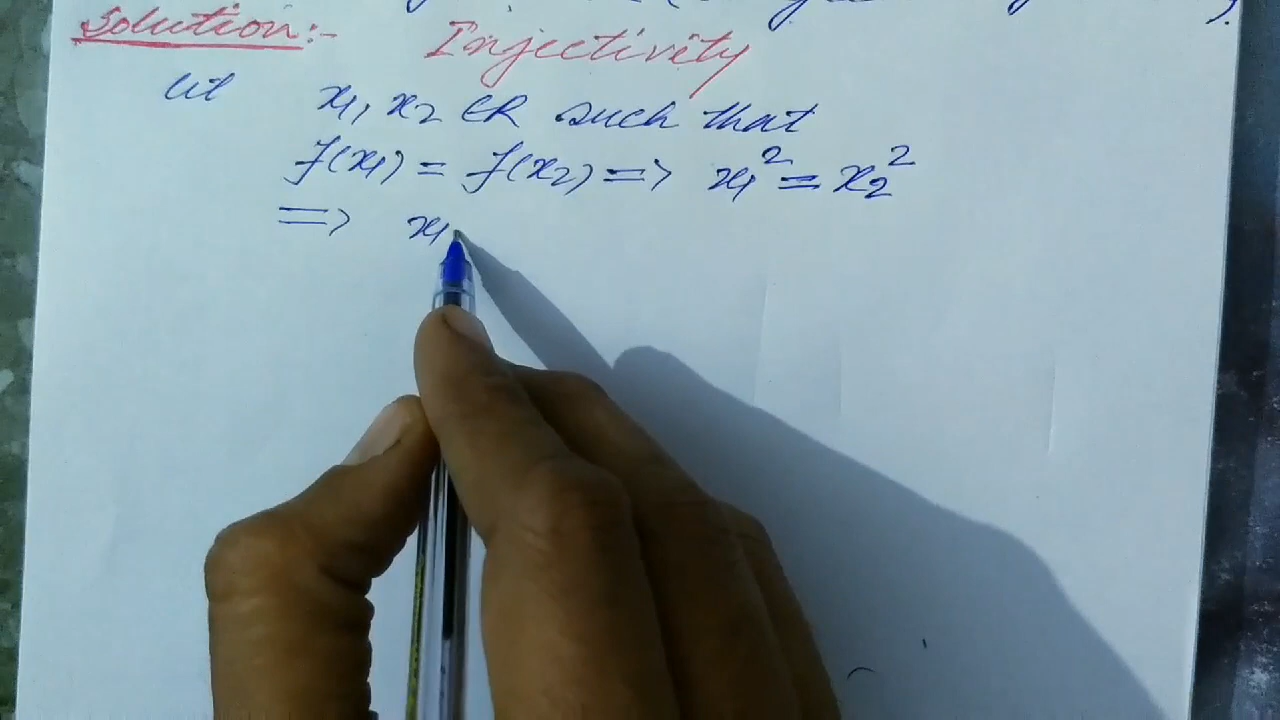 Solution:- Injectivity
let x₁, x₂ ∈ R such that
f(x₁) = f(x₂) => x₁² = x₂²
=> x₁